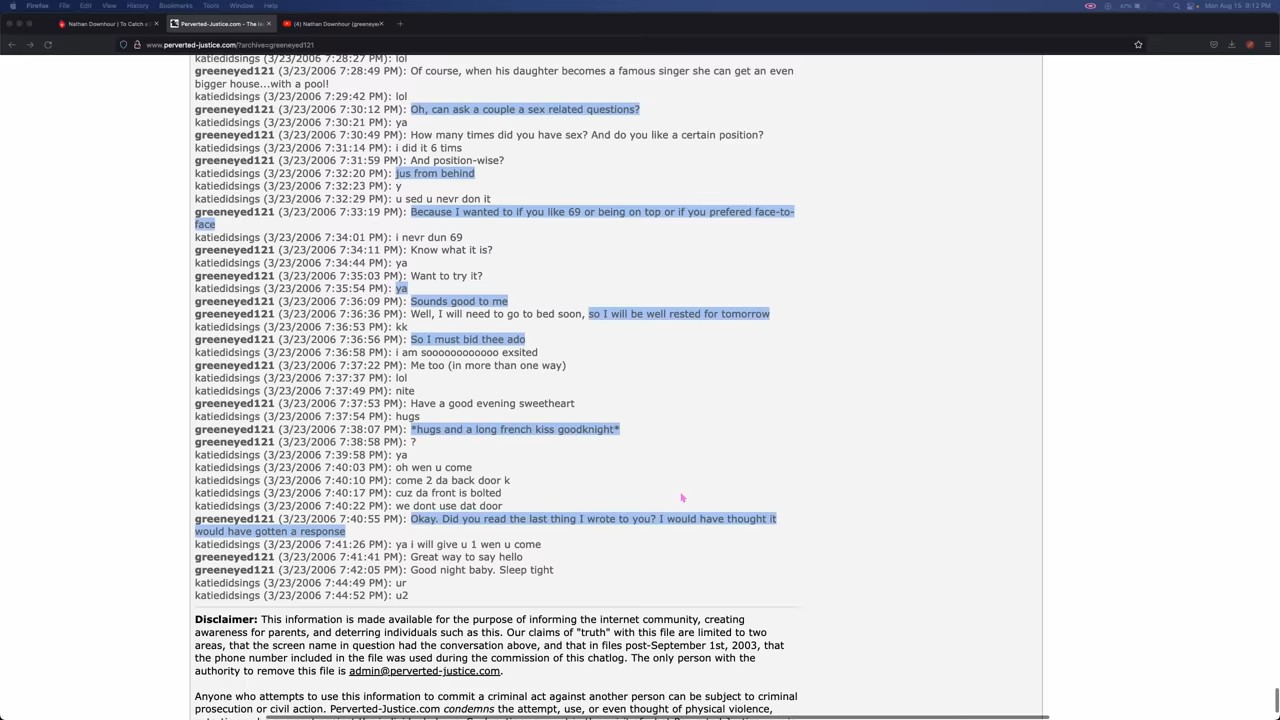 Firefox File Edit View History Bookmarks Tools Window Help
47% Mon Aug 15 9:12 PM
Nathan Downhour | To Catch a
Perverted-Justice.com - The la
(4) Nathan Downhour (greeneye
www.perverted-justice.com/?archive=greeneyed121
katiedidsings (3/23/2006 7:28:27 PM): lol
greeneyed121 (3/23/2006 7:28:49 PM): Of course, when his daughter becomes a famous singer she can get an even
bigger house...with a pool!
katiedidsings (3/23/2006 7:29:42 PM): lol
greeneyed121 (3/23/2006 7:30:12 PM): Oh, can ask a couple a sex related questions?
katiedidsings (3/23/2006 7:30:21 PM): ya
greeneyed121 (3/23/2006 7:30:49 PM): How many times did you have sex? And do you like a certain position?
katiedidsings (3/23/2006 7:31:14 PM): i did it 6 tims
greeneyed121 (3/23/2006 7:31:59 PM): And position-wise?
katiedidsings (3/23/2006 7:32:20 PM): jus from behind
katiedidsings (3/23/2006 7:32:23 PM): y
katiedidsings (3/23/2006 7:32:29 PM): u sed u nevr don it
greeneyed121 (3/23/2006 7:33:19 PM): Because I wanted to if you like 69 or being on top or if you prefered face-to-
face
katiedidsings (3/23/2006 7:34:01 PM): i nevr dun 69
greeneyed121 (3/23/2006 7:34:11 PM): Know what it is?
katiedidsings (3/23/2006 7:34:44 PM): ya
greeneyed121 (3/23/2006 7:35:03 PM): Want to try it?
katiedidsings (3/23/2006 7:35:54 PM): ya
greeneyed121 (3/23/2006 7:36:09 PM): Sounds good to me
greeneyed121 (3/23/2006 7:36:36 PM): Well, I will need to go to bed soon, so I will be well rested for tomorrow
katiedidsings (3/23/2006 7:36:53 PM): kk
greeneyed121 (3/23/2006 7:36:56 PM): So I must bid thee ado
katiedidsings (3/23/2006 7:36:58 PM): i am soooooooooooo exsited
greeneyed121 (3/23/2006 7:37:22 PM): Me too (in more than one way)
katiedidsings (3/23/2006 7:37:37 PM): lol
katiedidsings (3/23/2006 7:37:49 PM): nite
greeneyed121 (3/23/2006 7:37:53 PM): Have a good evening sweetheart
katiedidsings (3/23/2006 7:37:54 PM): hugs
greeneyed121 (3/23/2006 7:38:07 PM): *hugs and a long french kiss goodknight*
greeneyed121 (3/23/2006 7:38:58 PM): ?
katiedidsings (3/23/2006 7:39:58 PM): ya
katiedidsings (3/23/2006 7:40:03 PM): oh wen u come
katiedidsings (3/23/2006 7:40:10 PM): come 2 da back door k
katiedidsings (3/23/2006 7:40:17 PM): cuz da front is bolted
katiedidsings (3/23/2006 7:40:22 PM): we dont use dat door
greeneyed121 (3/23/2006 7:40:55 PM): Okay. Did you read the last thing I wrote to you? I would have thought it
would have gotten a response
katiedidsings (3/23/2006 7:41:26 PM): ya i will give u 1 wen u come
greeneyed121 (3/23/2006 7:41:41 PM): Great way to say hello
greeneyed121 (3/23/2006 7:42:05 PM): Good night baby. Sleep tight
katiedidsings (3/23/2006 7:44:49 PM): ur
katiedidsings (3/23/2006 7:44:52 PM): u2
Disclaimer: This information is made available for the purpose of informing the internet community, creating
awareness for parents, and deterring individuals such as this. Our claims of "truth" with this file are limited to two
areas, that the screen name in question had the conversation above, and that in files post-September 1st, 2003, that
the phone number included in the file was used during the commission of this chatlog. The only person with the
authority to remove this file is admin@perverted-justice.com.
Anyone who attempts to use this information to commit a criminal act against another person can be subject to criminal
prosecution or civil action. Perverted-Justice.com condemns the attempt, use, or even thought of physical violence,